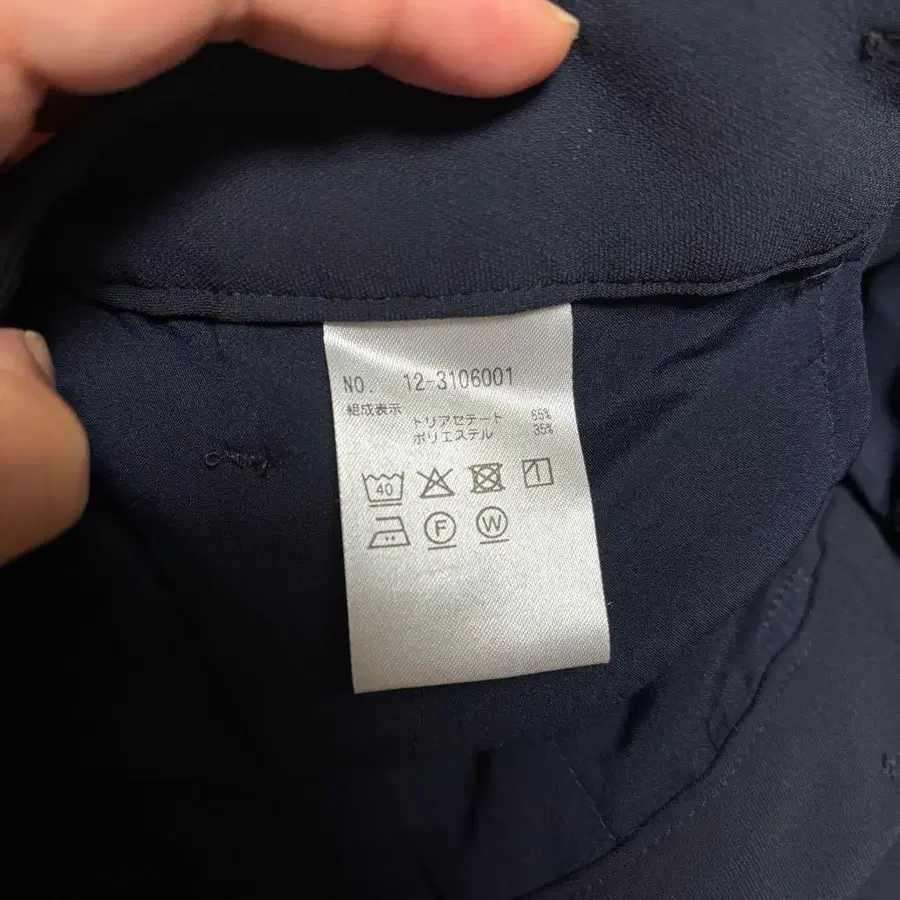 NO. 12-3106001
組成表示
トリアセテート 65%
ポリエステル 35%
40
F W